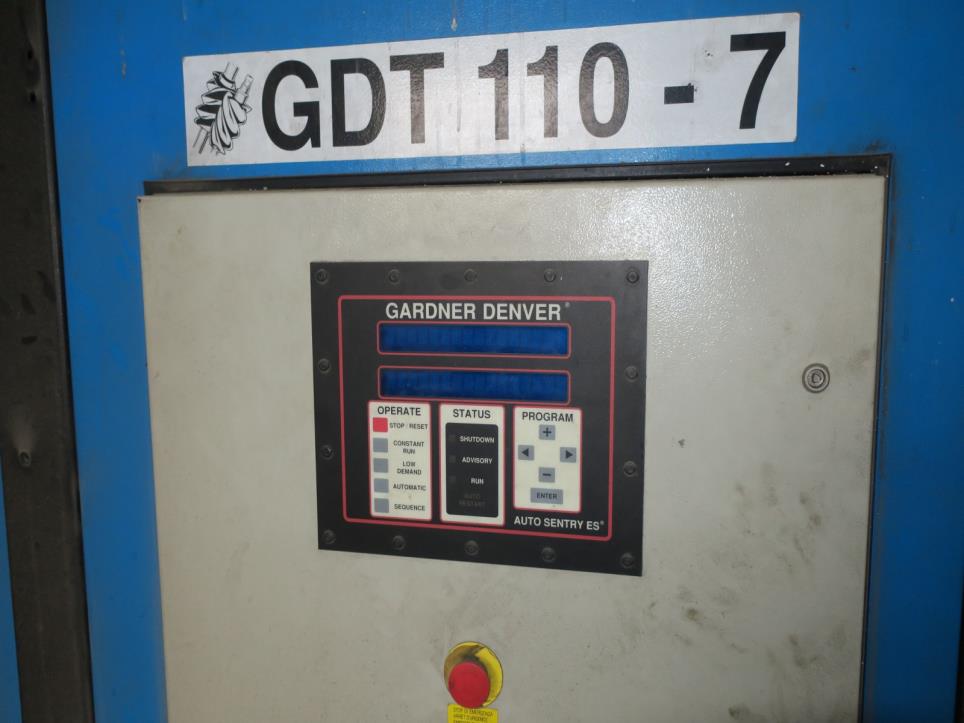 GDT 110 - 7
GARDNER DENVER®
OPERATE
STOP / RESET
CONSTANT
RUN
LOW
DEMAND
AUTOMATIC
SEQUENCE
STATUS
SHUTDOWN
ADVISORY
RUN
AUTO
RESTART
PROGRAM
+
-
ENTER
AUTO SENTRY ES®